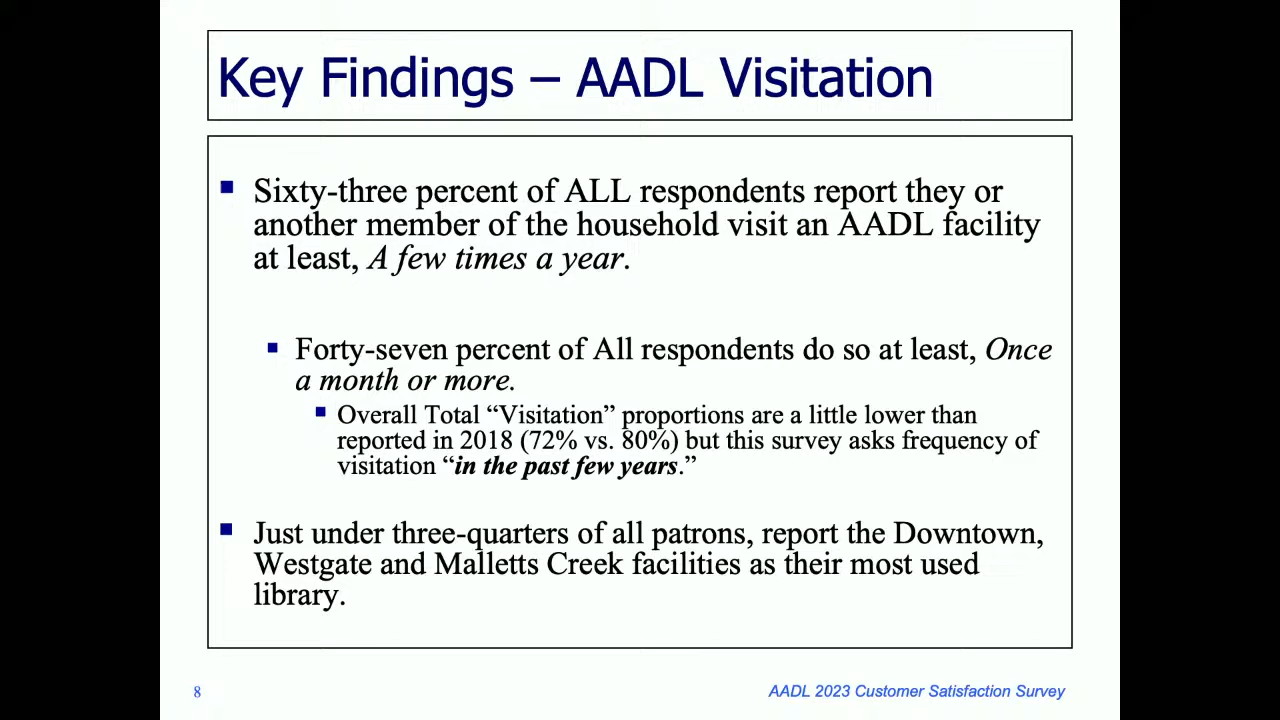 Key Findings – AADL Visitation
Sixty-three percent of ALL respondents report they or
another member of the household visit an AADL facility
at least, A few times a year.
Forty-seven percent of All respondents do so at least, Once
a month or more.
Overall Total “Visitation” proportions are a little lower than
reported in 2018 (72% vs. 80%) but this survey asks frequency of
visitation “in the past few years.”
Just under three-quarters of all patrons, report the Downtown,
Westgate and Malletts Creek facilities as their most used
library.
8
AADL 2023 Customer Satisfaction Survey